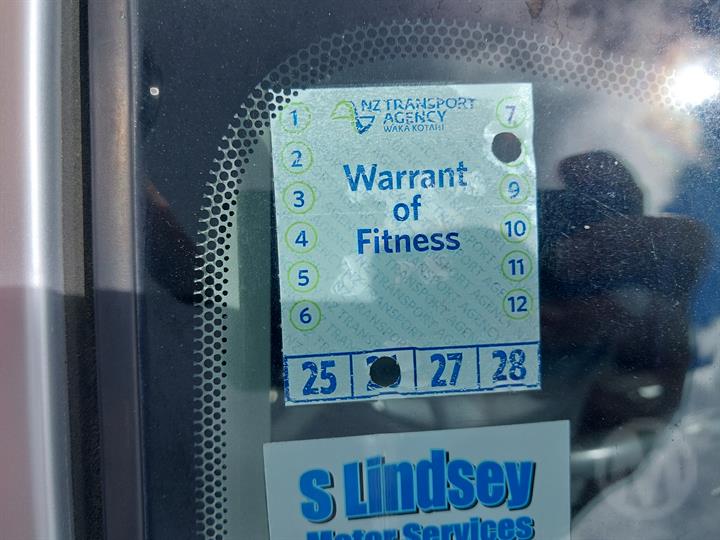 NZ TRANSPORT
AGENCY
WAKA KOTAHI
Warrant
of
Fitness
1
2
3
4
5
6
7
9
10
11
12
25 27 28
S Lindsey
Motor Services